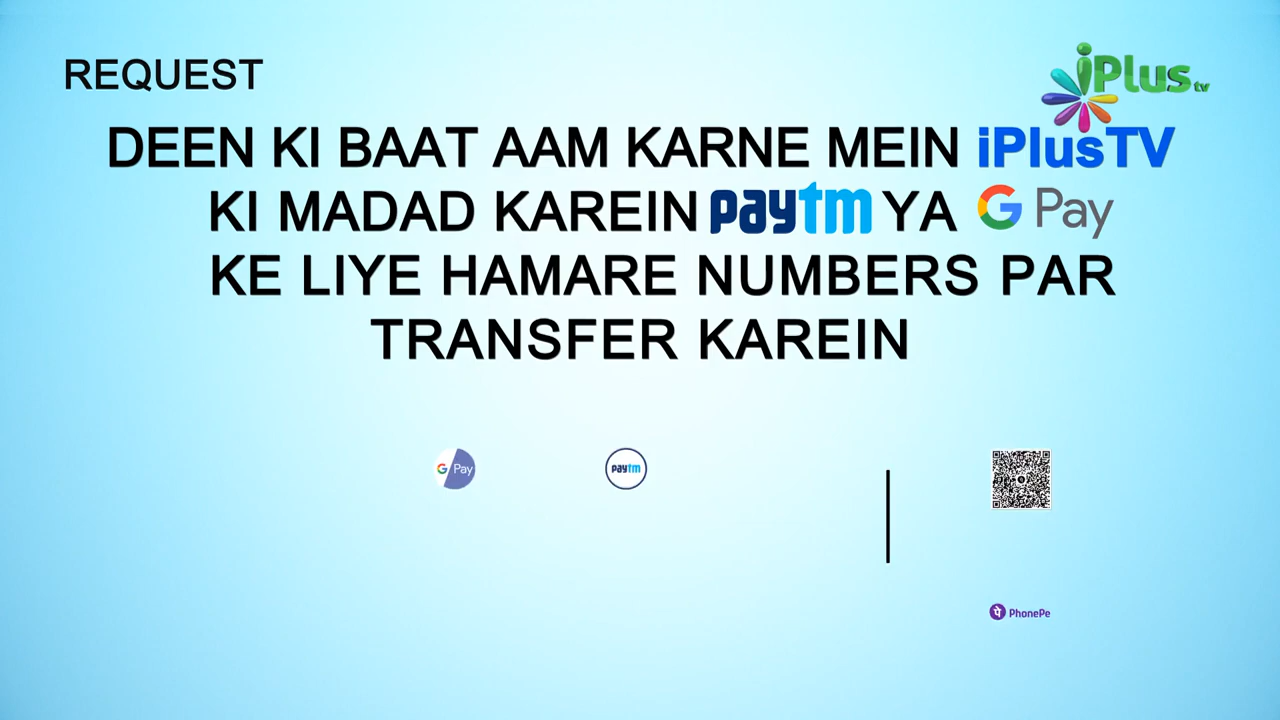 REQUEST
iPlus tv
DEEN KI BAAT AAM KARNE MEIN iPlusTV
KI MADAD KAREIN paytm YA G Pay
KE LIYE HAMARE NUMBERS PAR
TRANSFER KAREIN
G Pay
paytm
पे PhonePe